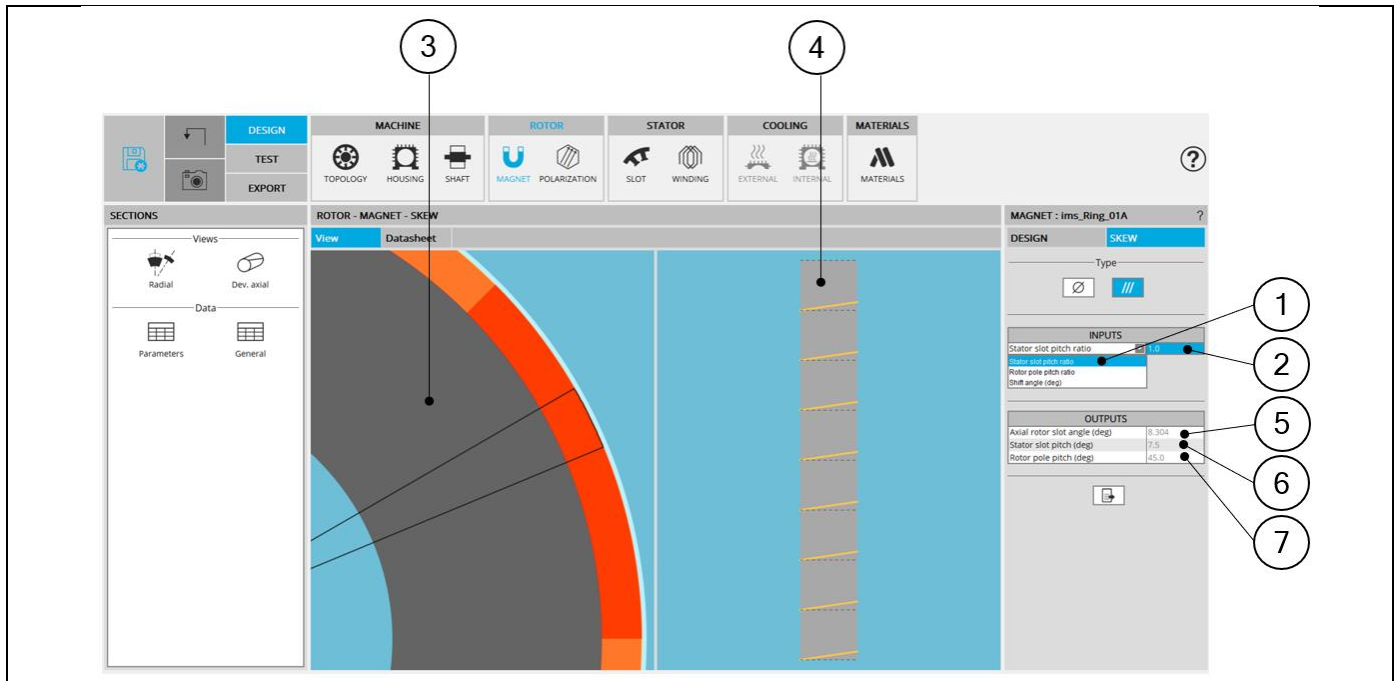 3
4
DESIGN
TEST
EXPORT
MACHINE
TOPOLOGY HOUSING SHAFT
ROTOR
MAGNET POLARIZATION
STATOR
SLOT WINDING
COOLING
EXTERNAL INTERNAL
MATERIALS
MATERIALS
?
SECTIONS
Views
Radial Dev. axial
Data
Parameters General
ROTOR - MAGNET - SKEW
View Datasheet
MAGNET : ims_Ring_01A ?
DESIGN SKEW
Type
INPUTS
Stator slot pitch ratio 1.0
Stator slot pitch ratio
Rotor pole pitch ratio
Shift angle (deg)
OUTPUTS
Axial rotor slot angle (deg) 8.304
Stator slot pitch (deg) 7.5
Rotor pole pitch (deg) 45.0
1
2
5
6
7